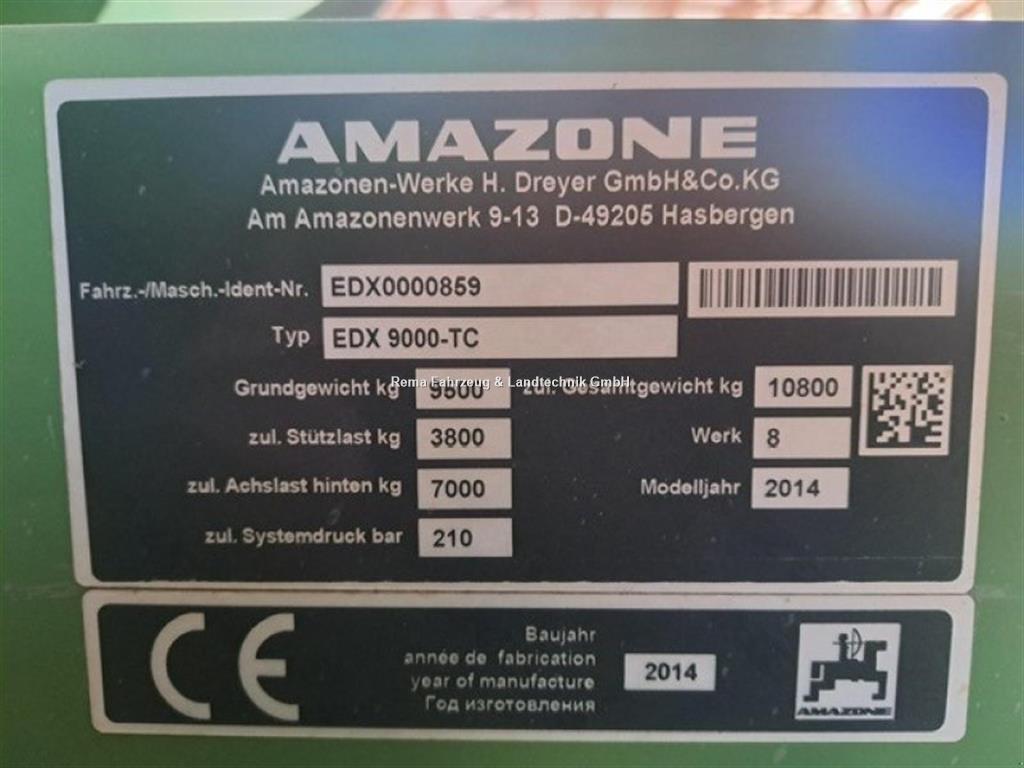 AMAZONE
Amazonen-Werke H. Dreyer GmbH&Co.KG
Am Amazonenwerk 9-13 D-49205 Hasbergen
Fahrz.-/Masch.-Ident-Nr. EDX0000859
Typ EDX 9000-TC
Grundgewicht kg 9500 zul. Gesamtgewicht kg 10800
Rema Fahrzeug & Landtechnik GmbH
zul. Stützlast kg 3800 Werk 8
zul. Achslast hinten kg 7000 Modelljahr 2014
zul. Systemdruck bar 210
CE
Baujahr
année de fabrication
year of manufacture
Год изготовления
2014
AMAZONE